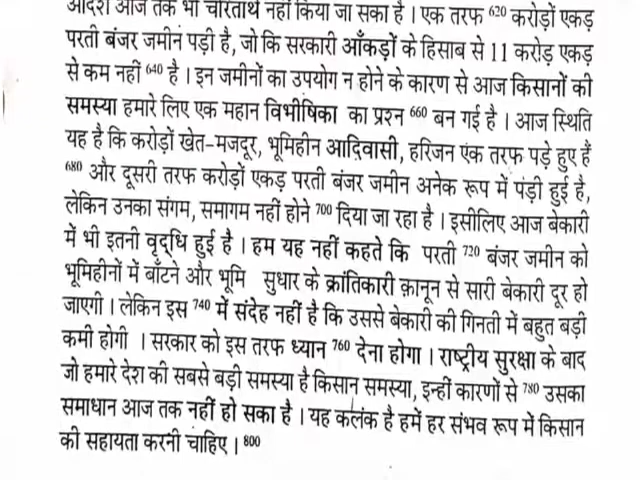 आदर्श आज तक भी चरितार्थ नहीं किया जा सका है । एक तरफ 620 करोड़ों एकड़
परती बंजर जमीन पड़ी है, जो कि सरकारी आँकड़ों के हिसाब से 11 करोड़ एकड़
से कम नहीं 640 है । इन जमीनों का उपयोग न होने के कारण से आज किसानों की
समस्या हमारे लिए एक महान विभीषिका का प्रश्न 660 बन गई है । आज स्थिति
यह है कि करोड़ों खेत-मजदूर, भूमिहीन आदिवासी, हरिजन एक तरफ पड़े हुए हैं
680 और दूसरी तरफ करोड़ों एकड़ परती बंजर जमीन अनेक रूप में पड़ी हुई है,
लेकिन उनका संगम, समागम नहीं होने 700 दिया जा रहा है । इसीलिए आज बेकारी
में भी इतनी वृद्धि हुई है । हम यह नहीं कहते कि परती 720 बंजर जमीन को
भूमिहीनों में बाँटने और भूमि सुधार के क्रांतिकारी क़ानून से सारी बेकारी दूर हो
जाएगी । लेकिन इस 740 में संदेह नहीं है कि उससे बेकारी की गिनती में बहुत बड़ी
कमी होगी । सरकार को इस तरफ ध्यान 760 देना होगा । राष्ट्रीय सुरक्षा के बाद
जो हमारे देश की सबसे बड़ी समस्या है किसान समस्या, इन्हीं कारणों से 780 उसका
समाधान आज तक नहीं हो सका है । यह कलंक है हमें हर संभव रूप में किसान
की सहायता करनी चाहिए । 800